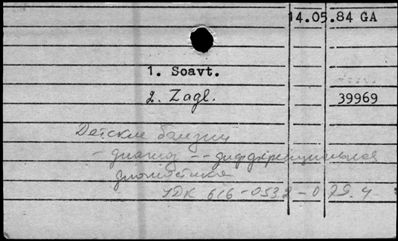 14.05.84 GA
1. Soavt.
2. Zagl.
39969
Детские болезни
- диагноз -- дифференциальная
диагностика
УДК 616-053.2-079.4